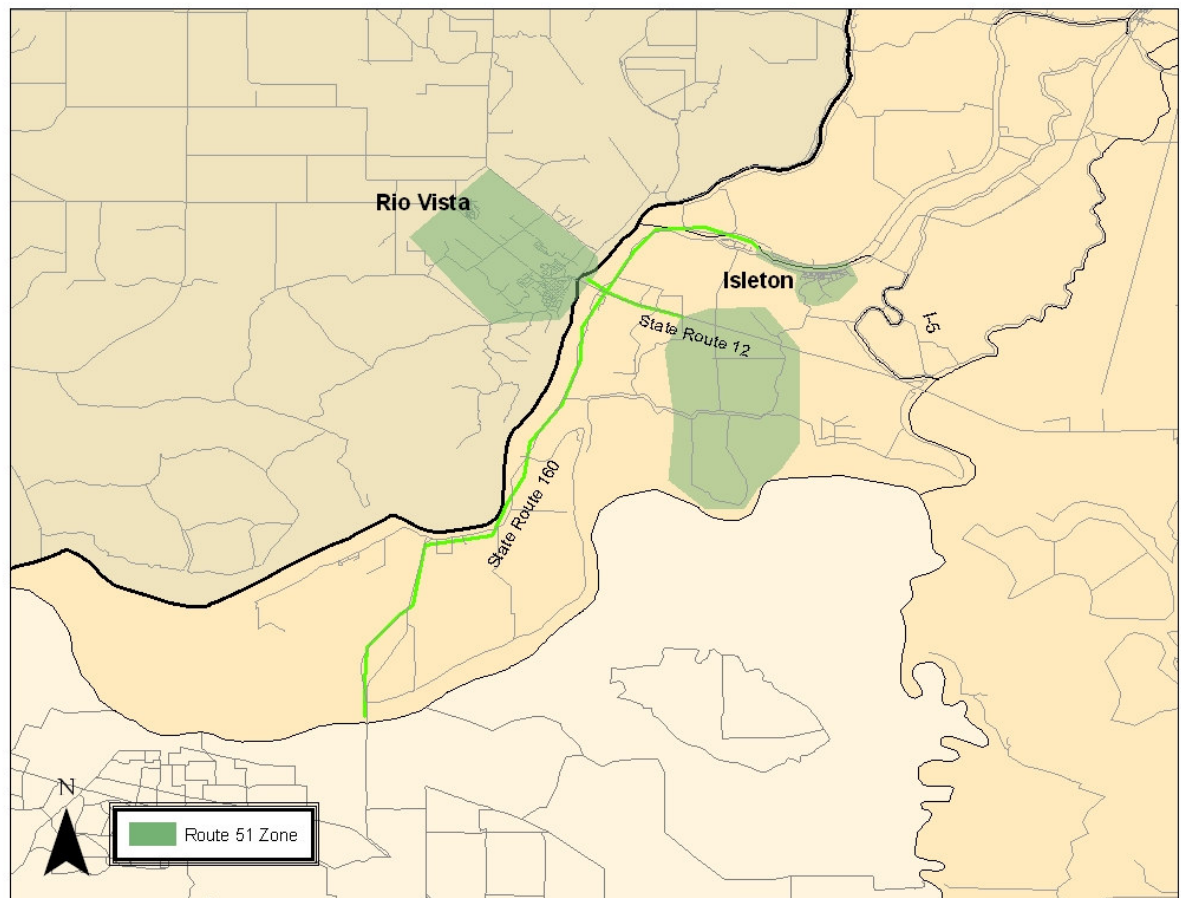 Rio Vista
Isleton
I-5
State Route 12
State Route 160
N
Route 51 Zone